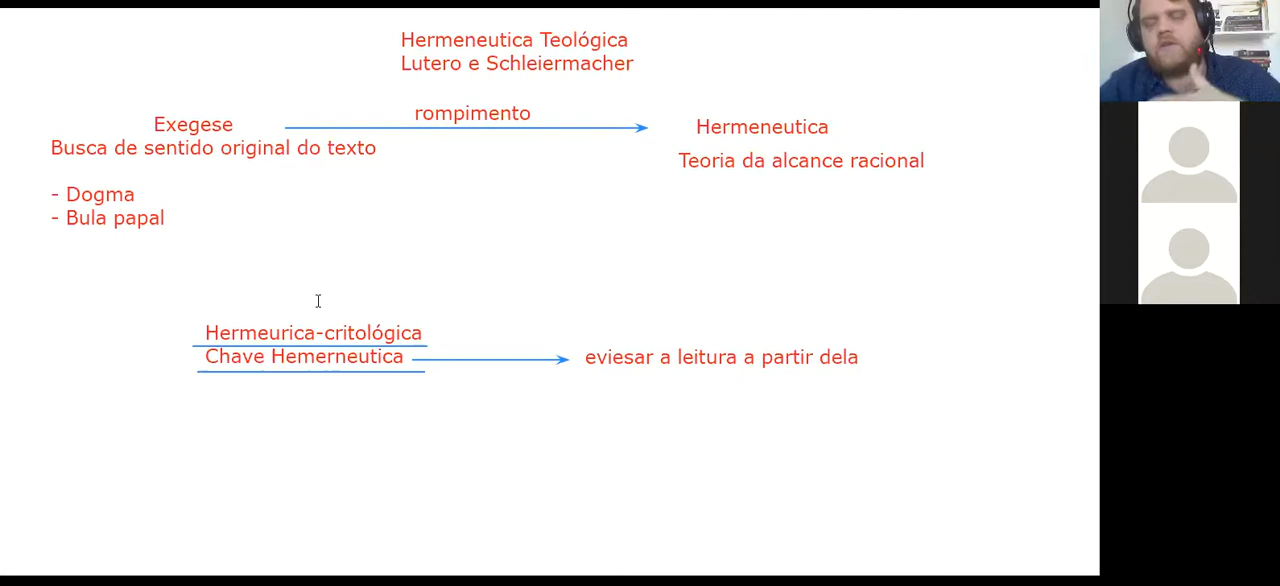 Hermeneutica Teológica
Lutero e Schleiermacher
rompimento
Exegese
Hermeneutica
Busca de sentido original do texto
Teoria da alcance racional
- Dogma
- Bula papal
Hermeurica-critológica
Chave Hemerneutica
eviesar a leitura a partir dela